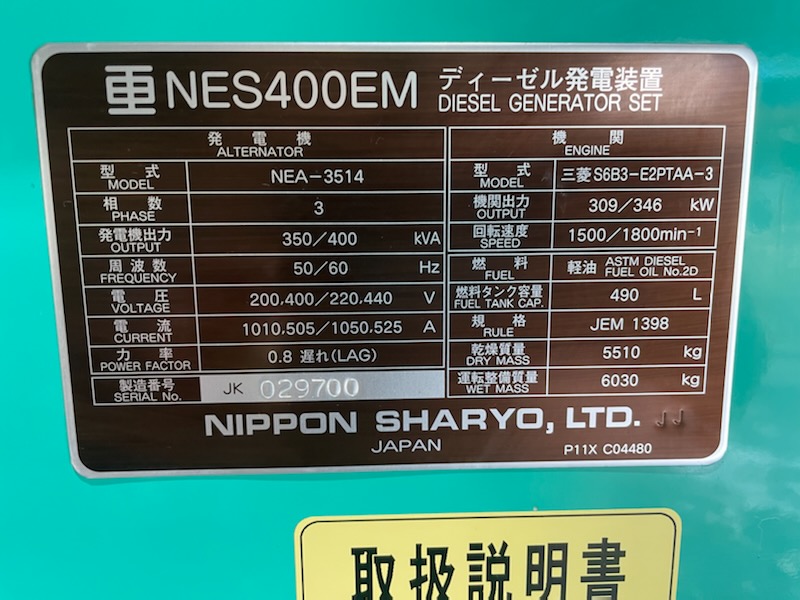 NES400EM ディーゼル発電装置
DIESEL GENERATOR SET
発電機
ALTERNATOR
型式 NEA-3514
MODEL
相数 3
PHASE
発電機出力 350/400 kVA
OUTPUT
周波数 50/60 Hz
FREQUENCY
電圧 200,400/220,440 V
VOLTAGE
電流 1010,505/1050,525 A
CURRENT
力率 0.8 遅れ(LAG)
POWER FACTOR
製造番号 JK 029700
SERIAL No.
機関
ENGINE
型式 三菱S6B3-E2PTAA-3
MODEL
機関出力 309/346 kW
OUTPUT
回転速度 1500/1800min⁻¹
SPEED
燃料 軽油 ASTM DIESEL
FUEL FUEL OIL No.2D
燃料タンク容量 490 L
FUEL TANK CAP.
規格 JEM 1398
RULE
乾燥質量 5510 kg
DRY MASS
運転整備質量 6030 kg
WET MASS
NIPPON SHARYO, LTD. JJ
JAPAN
P11X C04480
取扱説明書